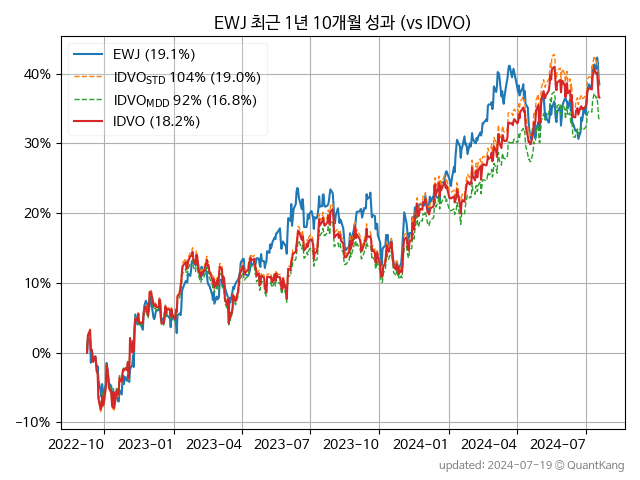 EWJ 최근 1년 10개월 성과 (vs IDVO)
EWJ (19.1%)
IDVO_STD 104% (19.0%)
IDVO_MDD 92% (16.8%)
IDVO (18.2%)
40%
30%
20%
10%
0%
−10%
2022-10 2023-01 2023-04 2023-07 2023-10 2024-01 2024-04 2024-07
updated: 2024-07-19 © QuantKang